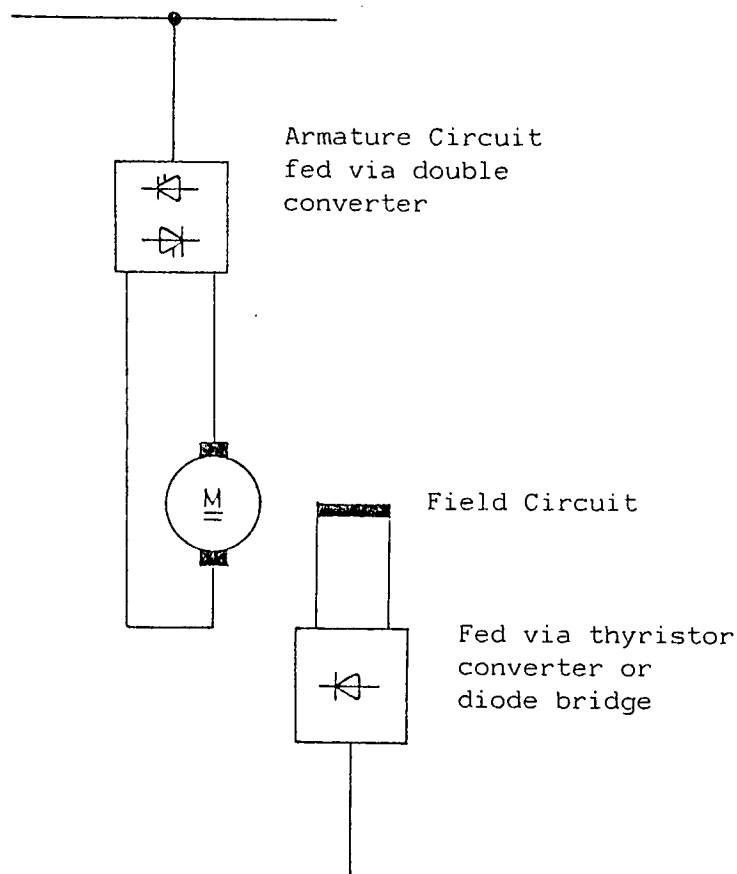 Armature Circuit
fed via double
converter
M
Field Circuit
Fed via thyristor
converter or
diode bridge